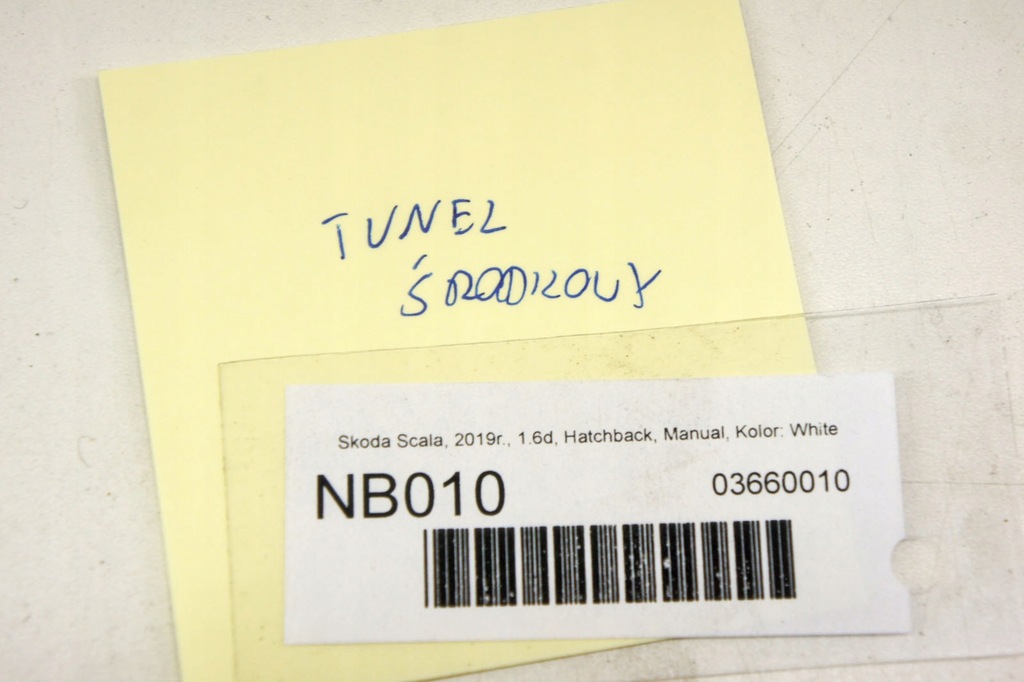 TUNEL
ŚRODKOWY
Skoda Scala, 2019r., 1.6d, Hatchback, Manual, Kolor: White
NB010
03660010